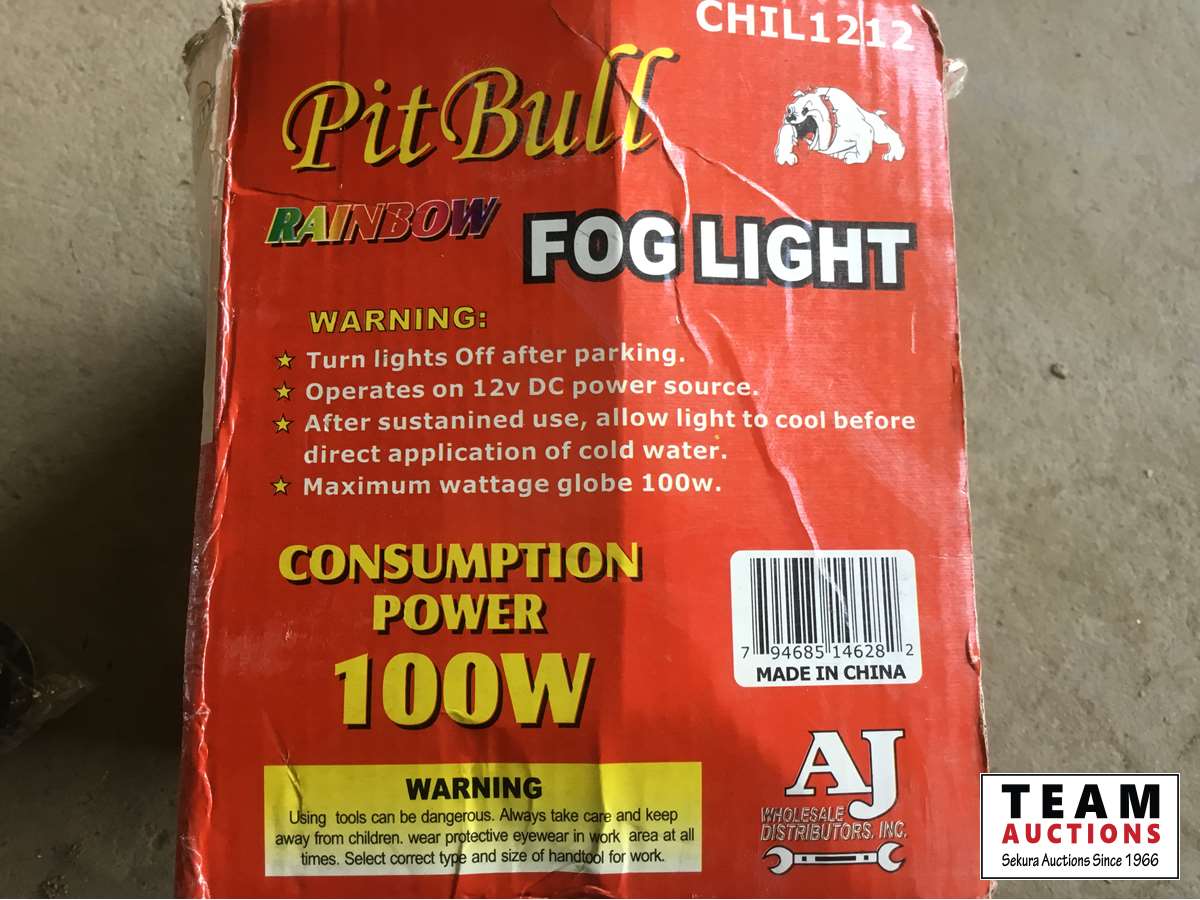 CHIL1212
Pit Bull
RAINBOW
FOG LIGHT
WARNING:
Turn lights Off after parking.
Operates on 12v DC power source.
After sustanined use, allow light to cool before
direct application of cold water.
Maximum wattage globe 100w.
CONSUMPTION
POWER
100W
7 94685 14628 2
MADE IN CHINA
WARNING
Using tools can be dangerous. Always take care and keep
away from children. wear protective eyewear in work area at all
times. Select correct type and size of handtool for work.
AJ
WHOLESALE
DISTRIBUTORS, INC.
TEAM
AUCTIONS
Sekura Auctions Since 1966